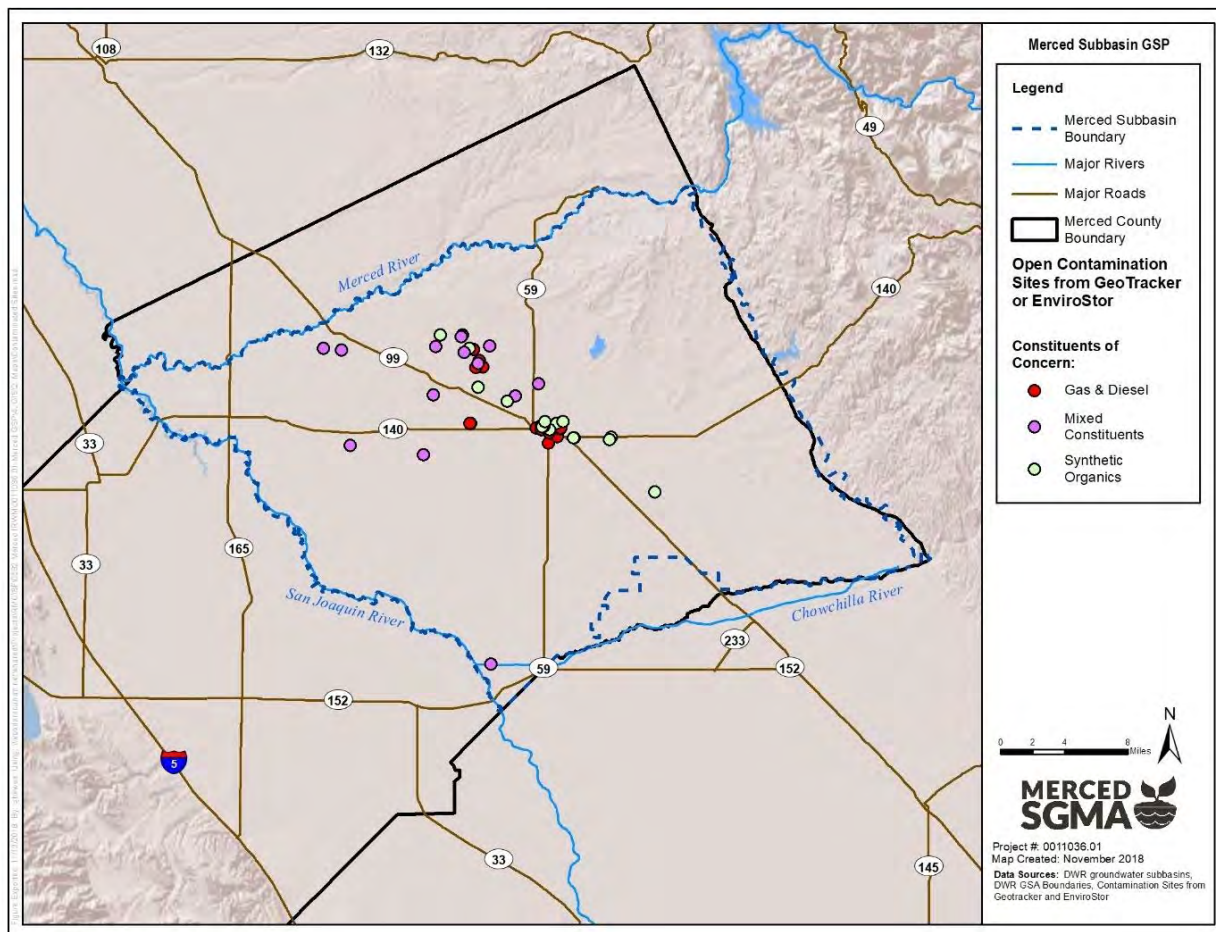 108
132
49
Merced River
59
140
99
140
33
165
33
San Joaquin River
Chowchilla River
233
59
152
152
5
33
145
Merced Subbasin GSP
Legend
Merced Subbasin
Boundary
Major Rivers
Major Roads
Merced County
Boundary
Open Contamination
Sites from GeoTracker
or EnviroStor
Constituents of
Concern:
Gas & Diesel
Mixed
Constituents
Synthetic
Organics
N
0 2 4 8
Miles
MERCED
SGMA
Project #: 0011036.01
Map Created: November 2018
Data Sources: DWR groundwater subbasins,
DWR GSA Boundaries, Contamination Sites from
Geotracker and EnviroStor